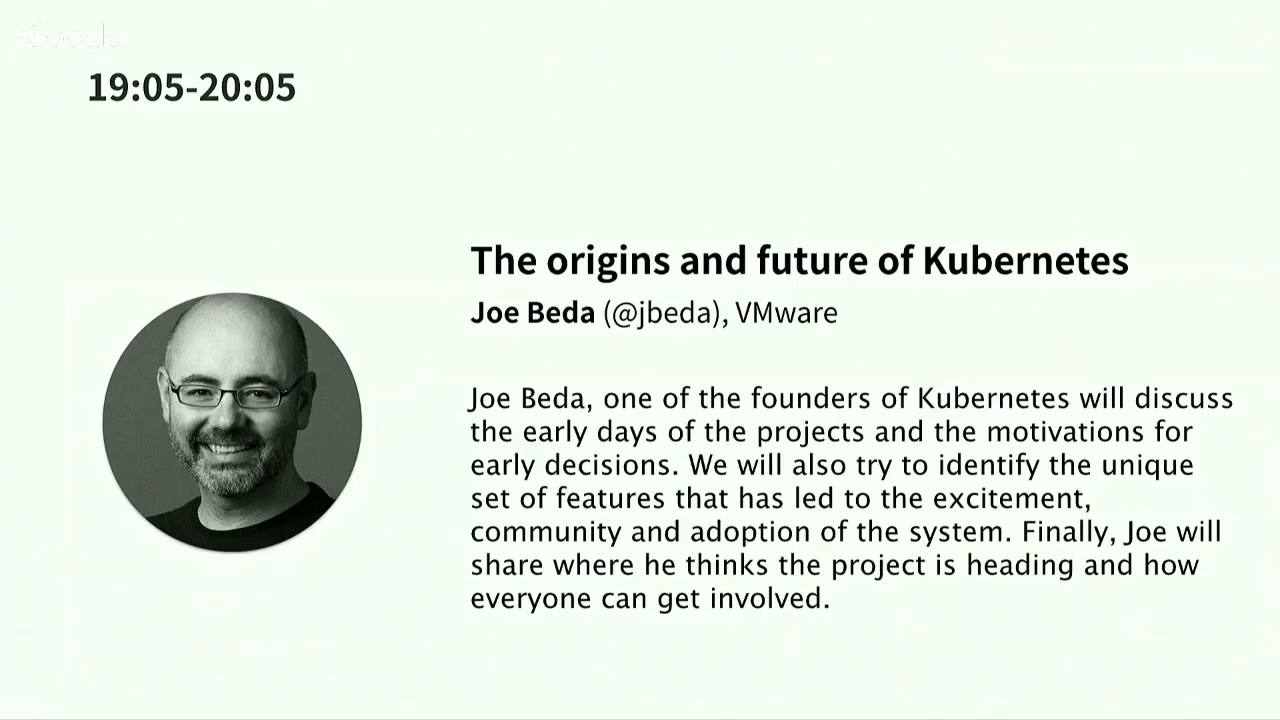 Google
19:05-20:05
The origins and future of Kubernetes
Joe Beda (@jbeda), VMware
Joe Beda, one of the founders of Kubernetes will discuss
the early days of the projects and the motivations for
early decisions. We will also try to identify the unique
set of features that has led to the excitement,
community and adoption of the system. Finally, Joe will
share where he thinks the project is heading and how
everyone can get involved.